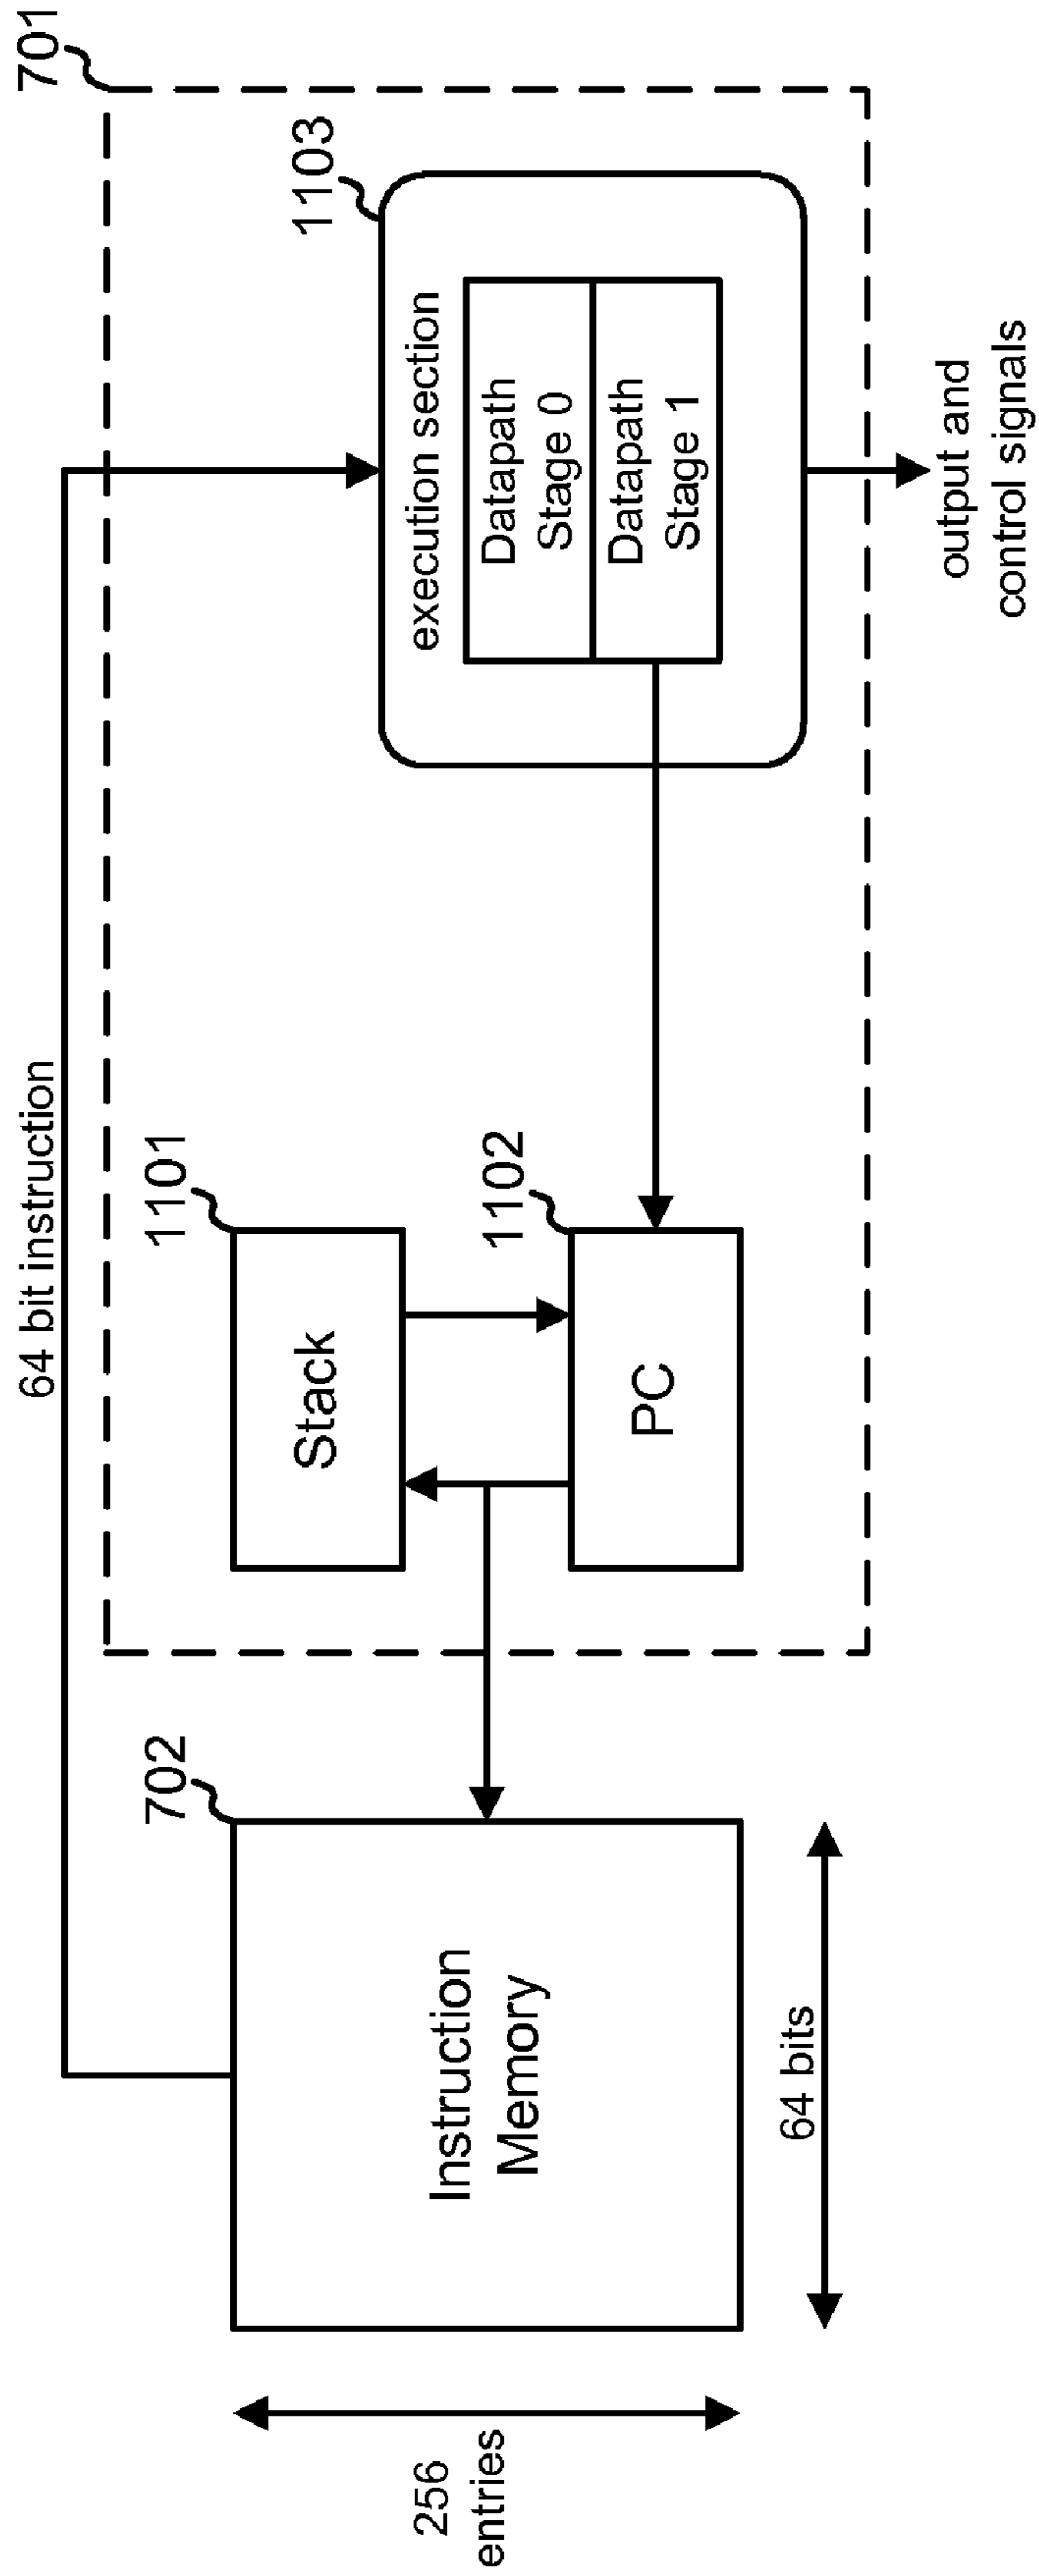 64 bit instruction
701
702
1101
1103
Stack
execution section
Datapath
Stage 0
Datapath
Stage 1
1102
PC
Instruction
Memory
256
entries
64 bits
output and
control signals